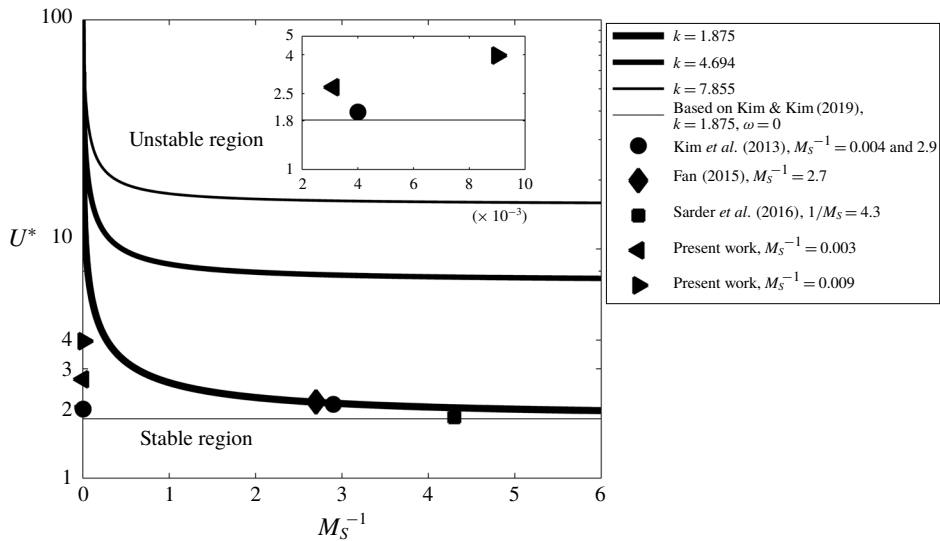 100
10
4
3
2
1
U*
0
1
2
3
4
5
6
M_S^{-1}
Unstable region
Stable region
5
4
2.5
1.8
1
2
4
6
8
10
(× 10^{-3})
k = 1.875
k = 4.694
k = 7.855
Based on Kim & Kim (2019),
k = 1.875, ω = 0
Kim et al. (2013), M_S^{-1} = 0.004 and 2.9
Fan (2015), M_S^{-1} = 2.7
Sarder et al. (2016), 1/M_S = 4.3
Present work, M_S^{-1} = 0.003
Present work, M_S^{-1} = 0.009